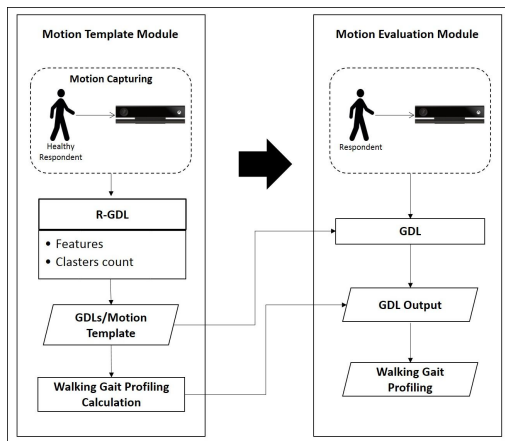 Motion Template Module
Motion Capturing
Healthy
Respondent
R-GDL
• Features
• Clasters count
GDLs/Motion
Template
Walking Gait Profiling
Calculation
Motion Evaluation Module
Respondent
GDL
GDL Output
Walking Gait
Profiling